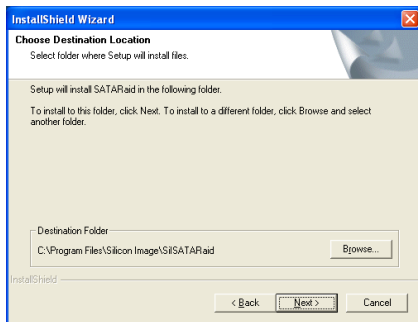 InstallShield Wizard
Choose Destination Location
Select folder where Setup will install files.
Setup will install SATARaid in the following folder.
To install to this folder, click Next. To install to a different folder, click Browse and select
another folder.
Destination Folder
C:\Program Files\Silicon Image\SilSATARaid
Browse...
InstallShield
< Back
Next >
Cancel